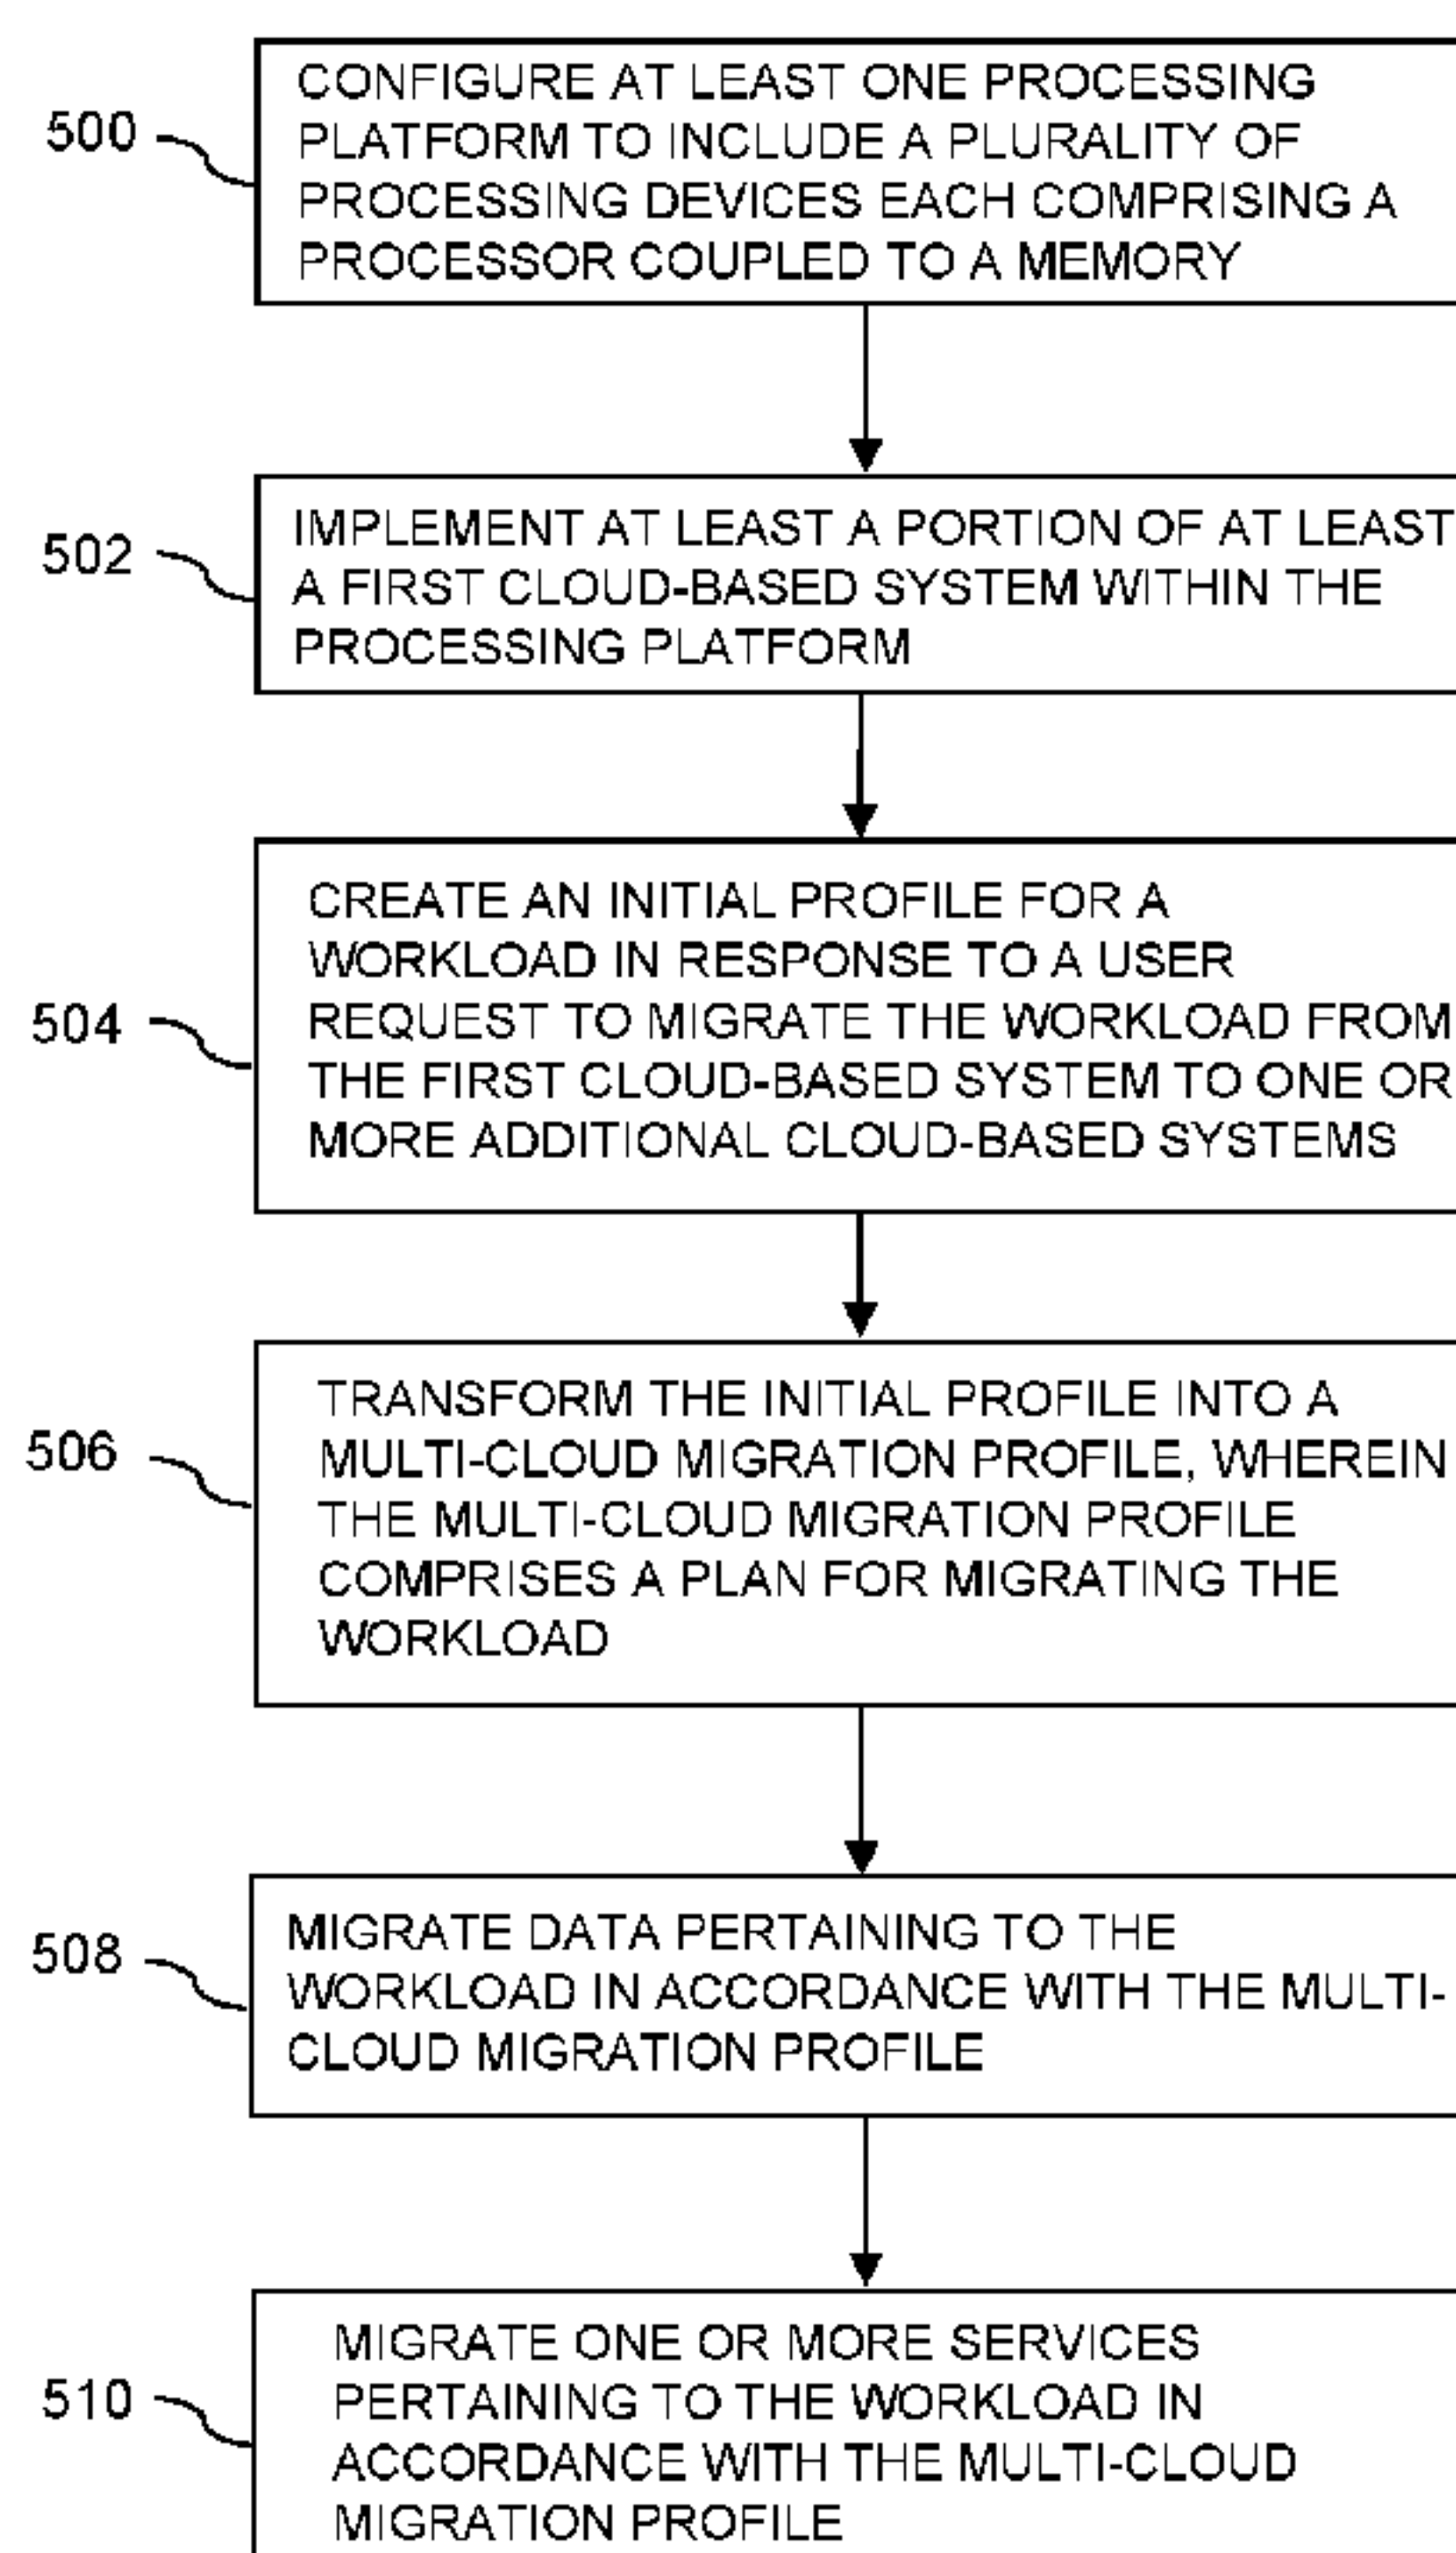 500
CONFIGURE AT LEAST ONE PROCESSING
PLATFORM TO INCLUDE A PLURALITY OF
PROCESSING DEVICES EACH COMPRISING A
PROCESSOR COUPLED TO A MEMORY
502
IMPLEMENT AT LEAST A PORTION OF AT LEAST
A FIRST CLOUD-BASED SYSTEM WITHIN THE
PROCESSING PLATFORM
504
CREATE AN INITIAL PROFILE FOR A
WORKLOAD IN RESPONSE TO A USER
REQUEST TO MIGRATE THE WORKLOAD FROM
THE FIRST CLOUD-BASED SYSTEM TO ONE OR
MORE ADDITIONAL CLOUD-BASED SYSTEMS
506
TRANSFORM THE INITIAL PROFILE INTO A
MULTI-CLOUD MIGRATION PROFILE, WHEREIN
THE MULTI-CLOUD MIGRATION PROFILE
COMPRISES A PLAN FOR MIGRATING THE
WORKLOAD
508
MIGRATE DATA PERTAINING TO THE
WORKLOAD IN ACCORDANCE WITH THE MULTI-
CLOUD MIGRATION PROFILE
510
MIGRATE ONE OR MORE SERVICES
PERTAINING TO THE WORKLOAD IN
ACCORDANCE WITH THE MULTI-CLOUD
MIGRATION PROFILE